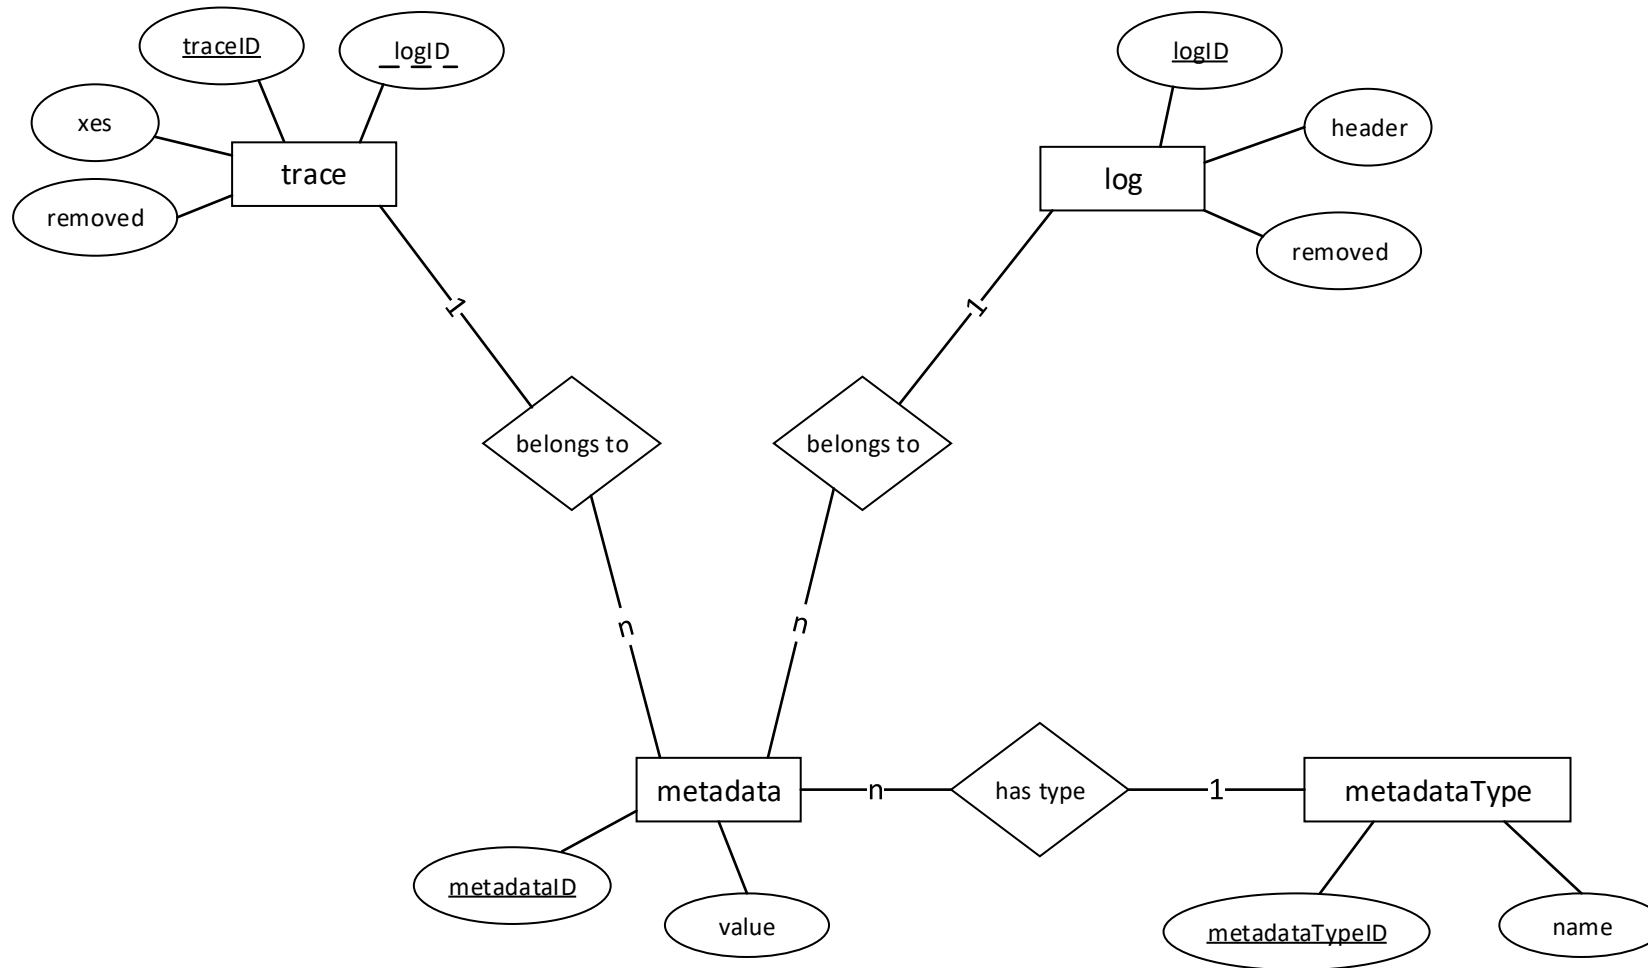 traceID
logID
logID
xes
header
trace
log
removed
removed
1
1
belongs to
belongs to
n
n
metadata
n
has type
1
metadataType
metadataID
value
metadataTypeID
name